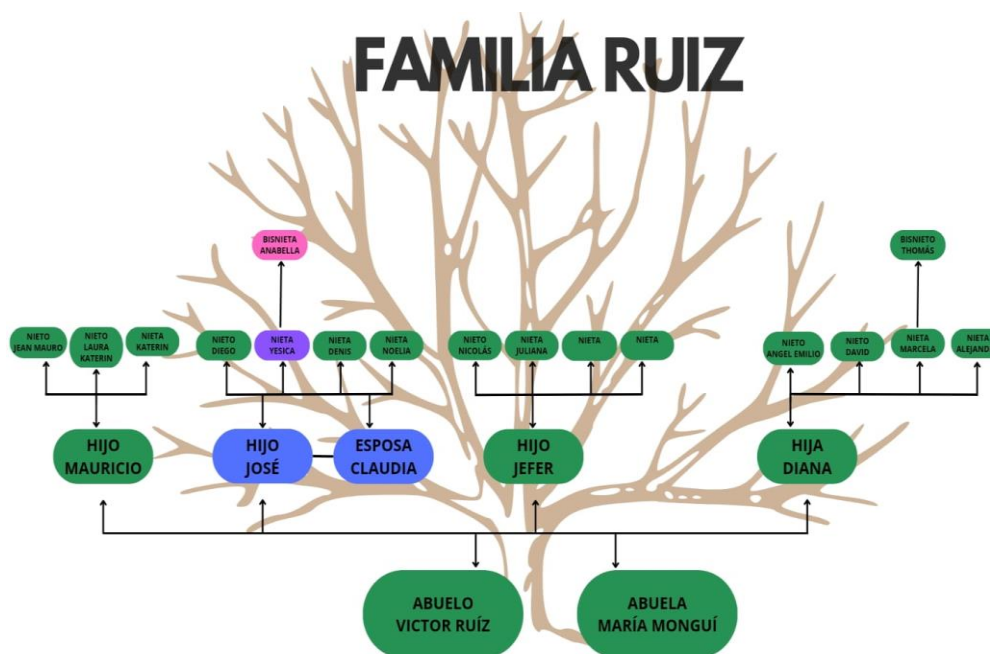 FAMILIA RUIZ
BISNIETA
ANABELLA
BISNIETO
THOMÁS
NIETO
JEAN MAURO
NIETO
LAURA
KATERIN
NIETA
KATERIN
NIETO
DIEGO
NIETA
YESICA
NIETA
DENIS
NIETA
NOELIA
NIETO
NICOLÁS
NIETA
JULIANA
NIETA
NIETA
NIETO
ANGEL EMILIO
NIETO
DAVID
NIETA
MARCELA
NIETA
ALEJAND
HIJO
MAURICIO
HIJO
JOSÉ
ESPOSA
CLAUDIA
HIJO
JEFER
HIJA
DIANA
ABUELO
VICTOR RUÍZ
ABUELA
MARÍA MONGUÍ